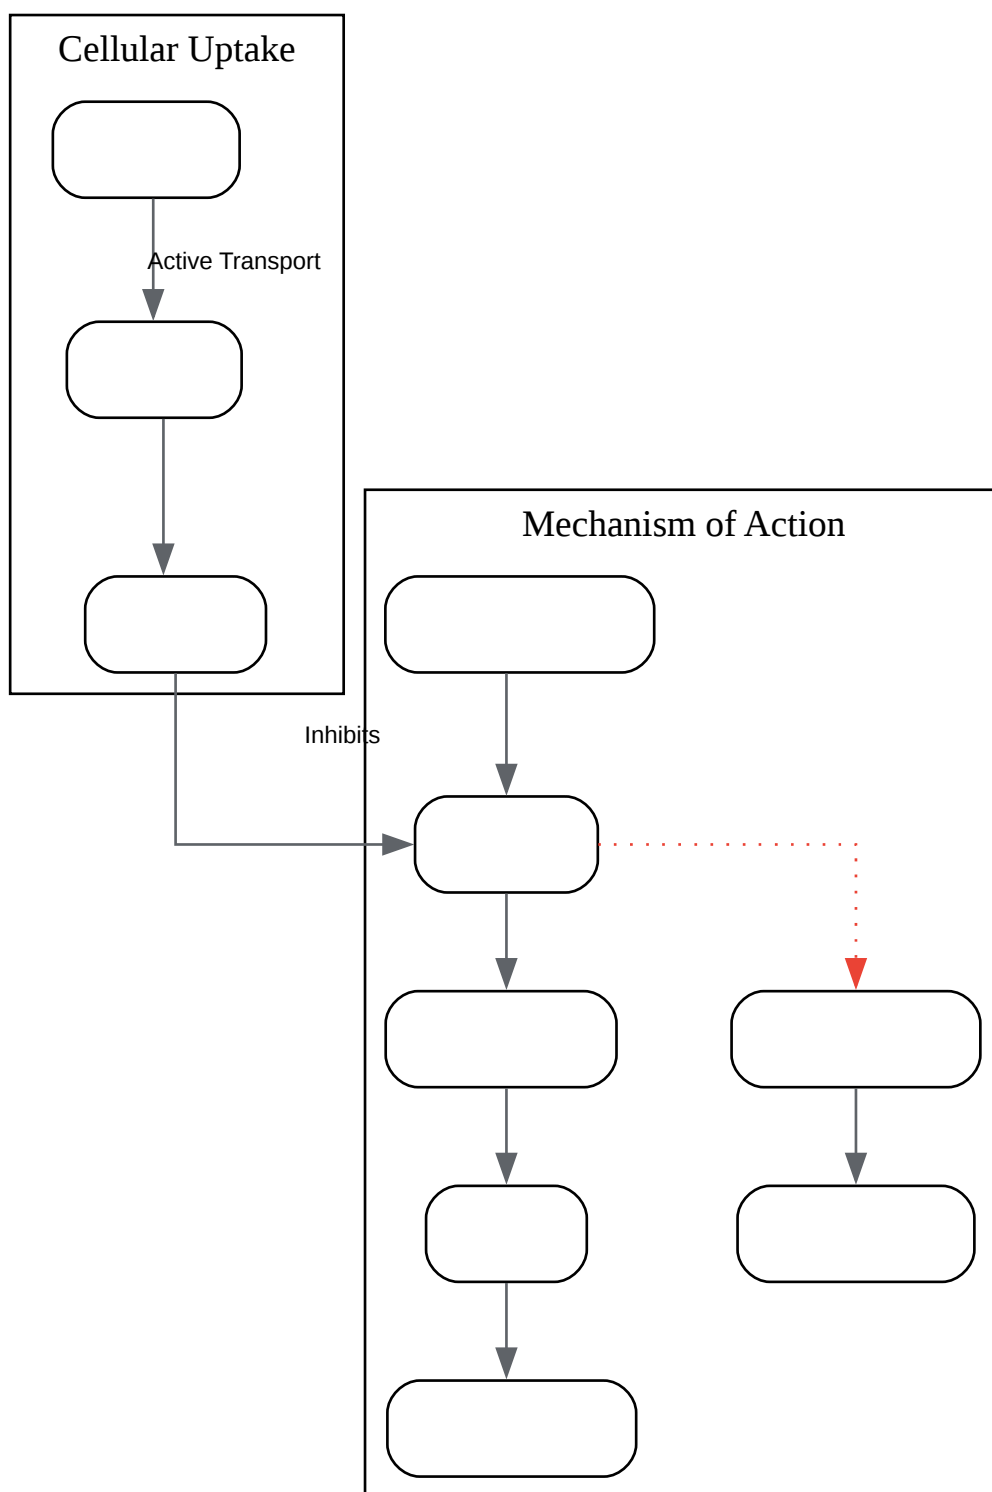 Cellular Uptake
Active Transport
Mechanism of Action
Inhibits